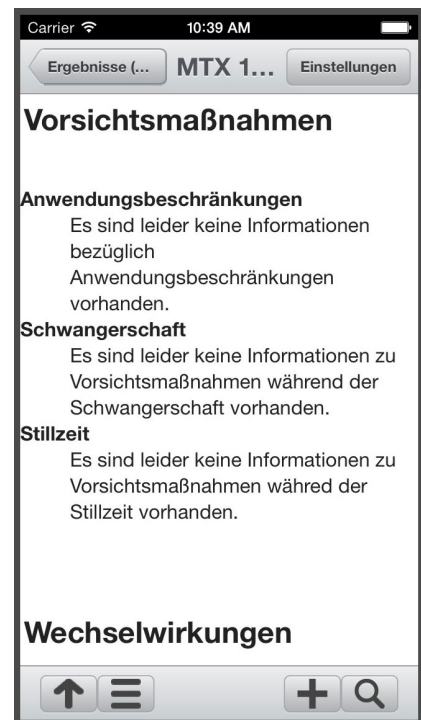 Carrier 10:39 AM
Ergebnisse (... MTX 1... Einstellungen
Vorsichtsmaßnahmen
Anwendungsbeschränkungen
Es sind leider keine Informationen
bezüglich
Anwendungsbeschränkungen
vorhanden.
Schwangerschaft
Es sind leider keine Informationen zu
Vorsichtsmaßnahmen während der
Schwangerschaft vorhanden.
Stillzeit
Es sind leider keine Informationen zu
Vorsichtsmaßnahmen währed der
Stillzeit vorhanden.
Wechselwirkungen